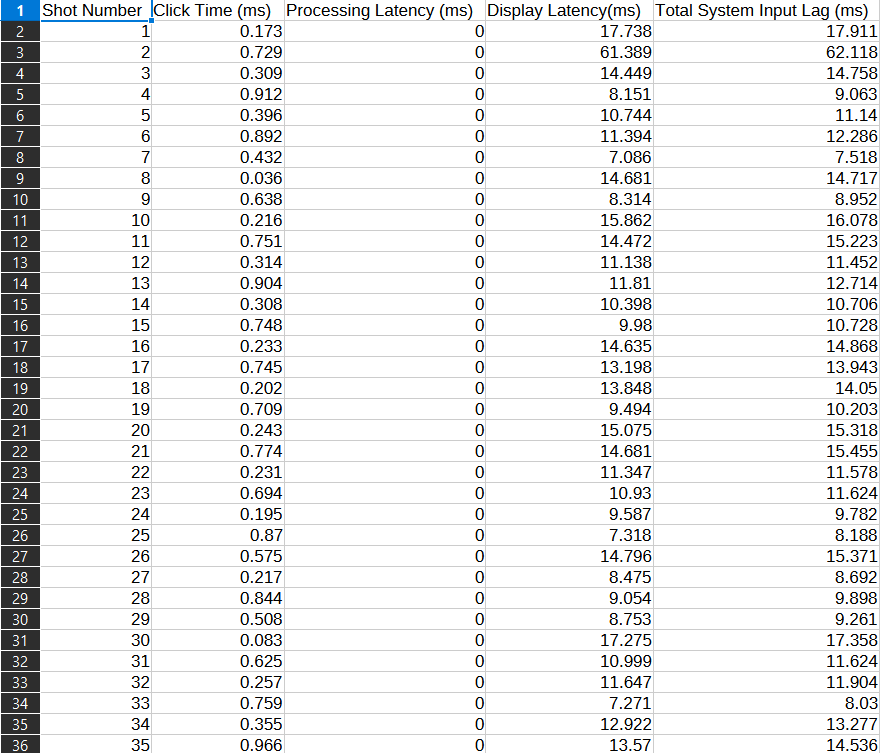 1 Shot Number Click Time (ms) Processing Latency (ms) Display Latency(ms) Total System Input Lag (ms)
2 1 0.173 0 17.738 17.911
3 2 0.729 0 61.389 62.118
4 3 0.309 0 14.449 14.758
5 4 0.912 0 8.151 9.063
6 5 0.396 0 10.744 11.14
7 6 0.892 0 11.394 12.286
8 7 0.432 0 7.086 7.518
9 8 0.036 0 14.681 14.717
10 9 0.638 0 8.314 8.952
11 10 0.216 0 15.862 16.078
12 11 0.751 0 14.472 15.223
13 12 0.314 0 11.138 11.452
14 13 0.904 0 11.81 12.714
15 14 0.308 0 10.398 10.706
16 15 0.748 0 9.98 10.728
17 16 0.233 0 14.635 14.868
18 17 0.745 0 13.198 13.943
19 18 0.202 0 13.848 14.05
20 19 0.709 0 9.494 10.203
21 20 0.243 0 15.075 15.318
22 21 0.774 0 14.681 15.455
23 22 0.231 0 11.347 11.578
24 23 0.694 0 10.93 11.624
25 24 0.195 0 9.587 9.782
26 25 0.87 0 7.318 8.188
27 26 0.575 0 14.796 15.371
28 27 0.217 0 8.475 8.692
29 28 0.844 0 9.054 9.898
30 29 0.508 0 8.753 9.261
31 30 0.083 0 17.275 17.358
32 31 0.625 0 10.999 11.624
33 32 0.257 0 11.647 11.904
34 33 0.759 0 7.271 8.03
35 34 0.355 0 12.922 13.277
36 35 0.966 0 13.57 14.536